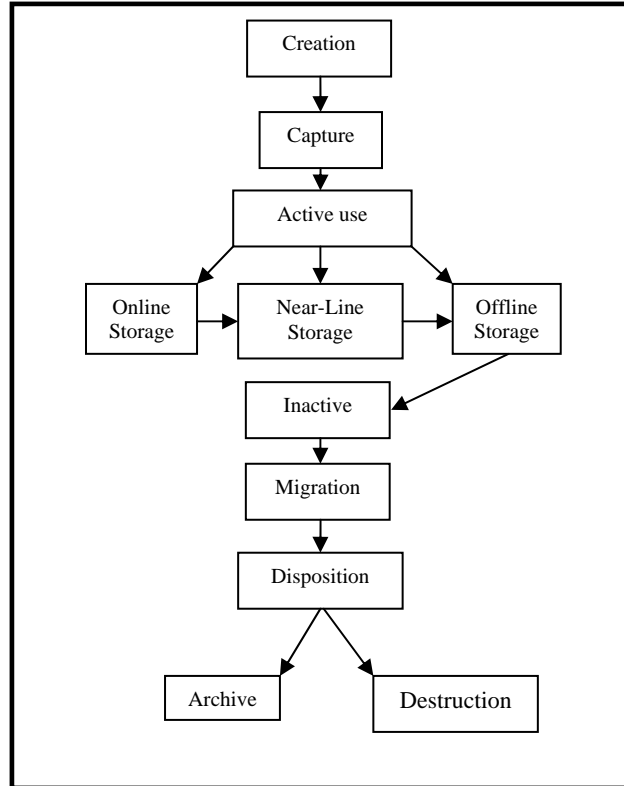 Creation
Capture
Active use
Online
Storage
Near-Line
Storage
Offline
Storage
Inactive
Migration
Disposition
Archive
Destruction